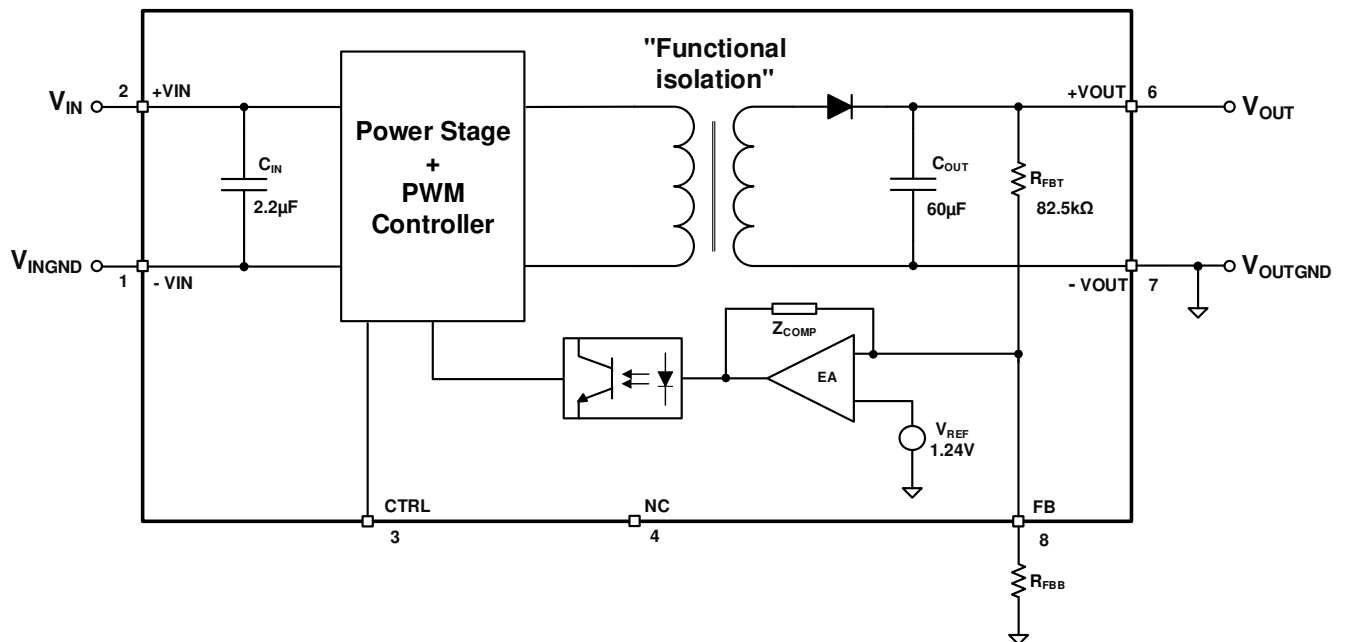 "Functional
isolation"
V_IN
2
+VIN
Power Stage
+
PWM
Controller
C_IN
2.2µF
V_INGND
1
- VIN
+VOUT
6
V_OUT
C_OUT
60µF
R_FBT
82.5kΩ
- VOUT
7
V_OUTGND
Z_COMP
EA
V_REF
1.24V
CTRL
3
NC
4
FB
8
R_FBB